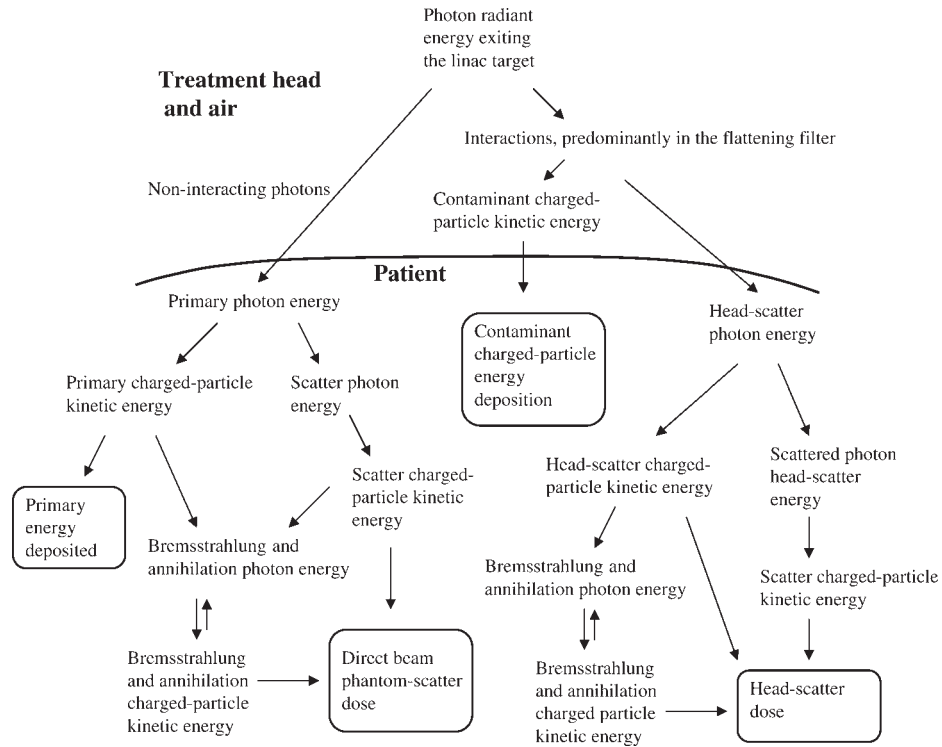 Photon radiant
energy exiting
the linac target
Treatment head
and air
Interactions, predominantly in the flattening filter
Non-interacting photons
Contaminant charged-
particle kinetic energy
Patient
Primary photon energy
Head-scatter
photon energy
Contaminant
charged-particle
energy
deposition
Primary charged-particle
kinetic energy
Scatter photon
energy
Head-scatter charged-
particle kinetic energy
Scattered photon
head-scatter
energy
Scatter charged-
particle kinetic
energy
Primary
energy
deposited
Bremsstrahlung and
annihilation photon energy
Bremsstrahlung and
annihilation photon energy
Scatter charged-particle
kinetic energy
Bremsstrahlung
and annihilation
charged-particle
kinetic energy
Direct beam
phantom-scatter
dose
Bremsstrahlung
and annihilation
charged particle
kinetic energy
Head-scatter
dose